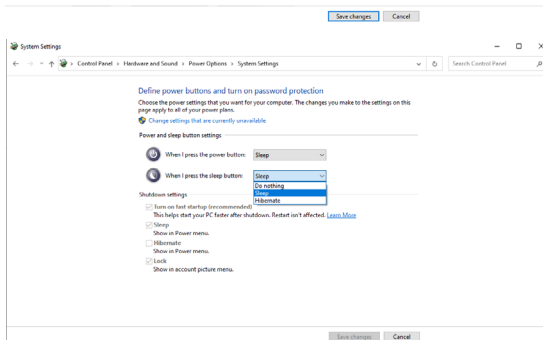 Save changes Cancel
System Settings
Control Panel Hardware and Sound Power Options System Settings Search Control Panel
Define power buttons and turn on password protection
Choose the power settings that you want for your computer. The changes you make to the settings on this
page apply to all of your power plans.
Change settings that are currently unavailable
Power and sleep button settings
When I press the power button: Sleep
When I press the sleep button: Sleep
Do nothing
Sleep
Hibernate
Shutdown settings
Turn on fast startup (recommended)
This helps start your PC faster after shutdown. Restart isn't affected. Learn More
Sleep
Show in Power menu.
Hibernate
Show in Power menu.
Lock
Show in account picture menu.
Save changes Cancel